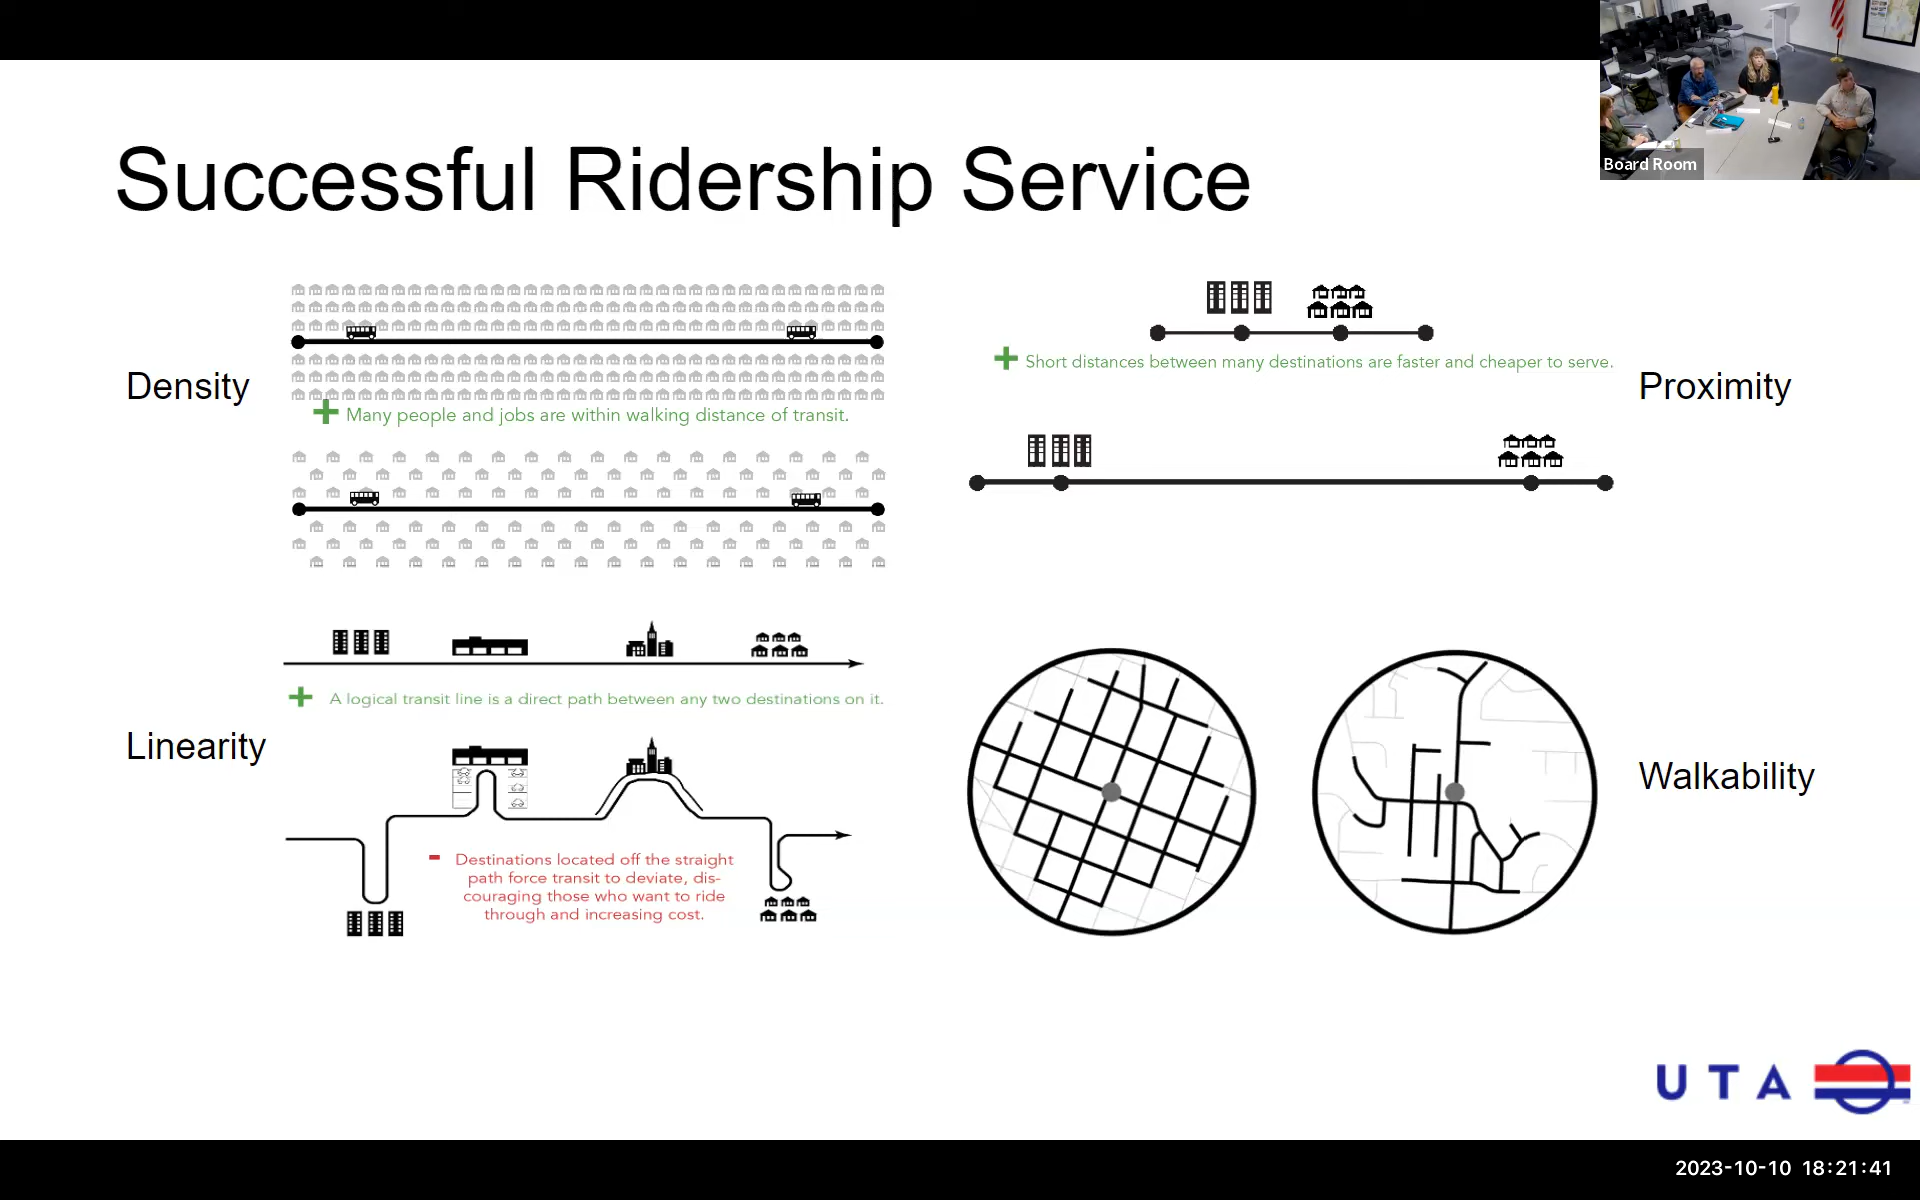 Board Room
Successful Ridership Service
Density
+ Many people and jobs are within walking distance of transit.
+ Short distances between many destinations are faster and cheaper to serve.
Proximity
+ A logical transit line is a direct path between any two destinations on it.
Linearity
- Destinations located off the straight
path force transit to deviate, dis-
couraging those who want to ride
through and increasing cost.
Walkability
UTA
2023-10-10 18:21:41